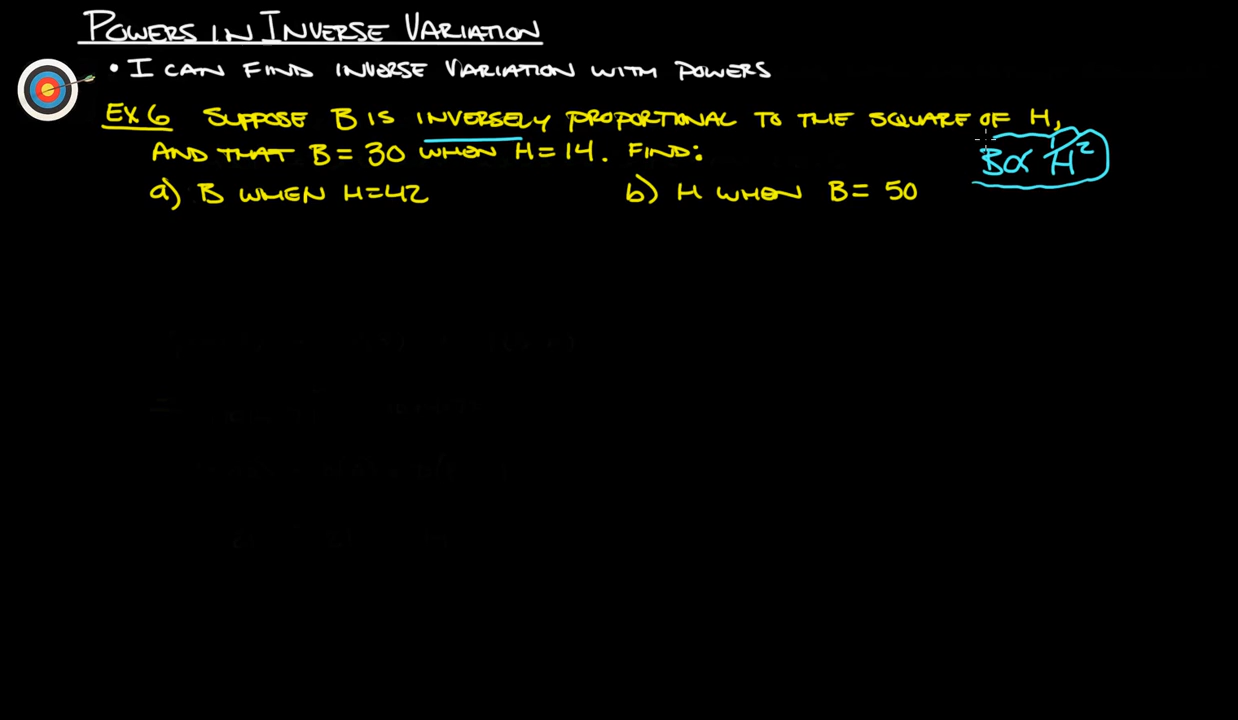 POWERS IN INVERSE VARIATION
• I CAN FIND INVERSE VARIATION WITH POWERS
EX 6 SUPPOSE B IS INVERSELY PROPORTIONAL TO THE SQUARE OF H,
AND THAT B = 30 WHEN H = 14. FIND:
B ∝ 1/H²
a) B WHEN H=42
b) H WHEN B = 50